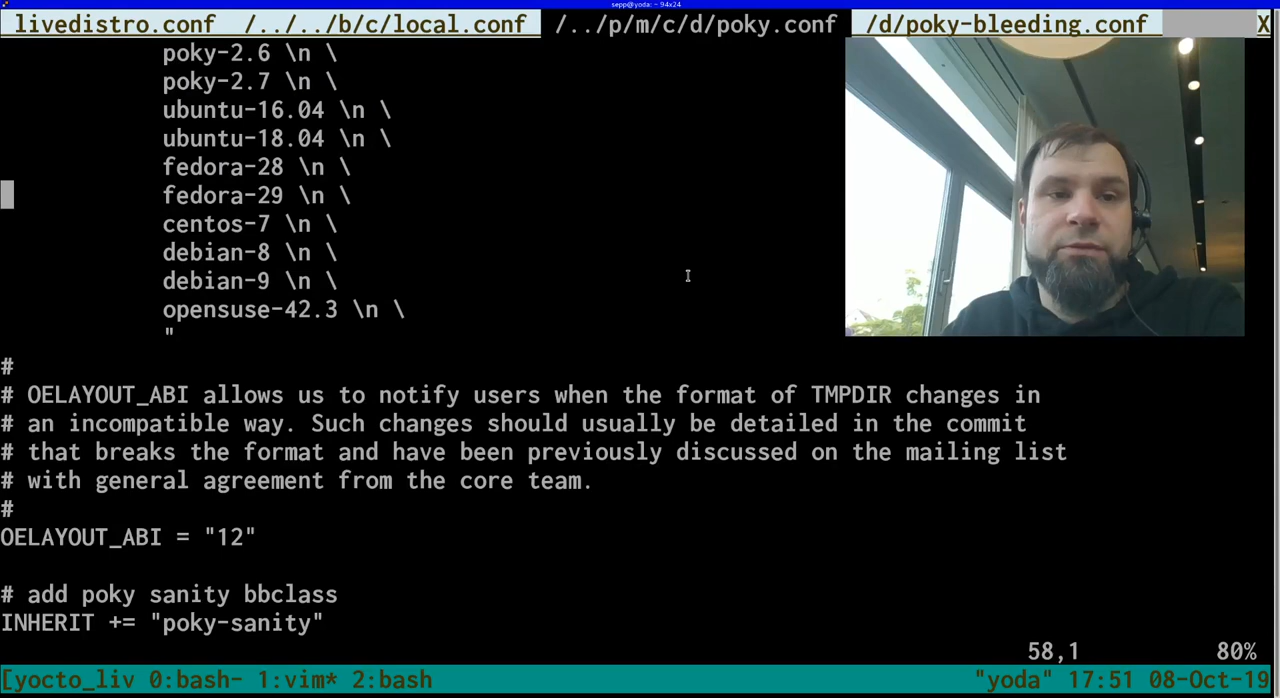 sepp@yoda: ~ 94x24
livedistro.conf /../../b/c/local.conf /../p/m/c/d/poky.conf /d/poky-bleeding.conf X
poky-2.6 \n \
poky-2.7 \n \
ubuntu-16.04 \n \
ubuntu-18.04 \n \
fedora-28 \n \
fedora-29 \n \
centos-7 \n \
debian-8 \n \
debian-9 \n \
opensuse-42.3 \n \
"
#
# OELAYOUT_ABI allows us to notify users when the format of TMPDIR changes in
# an incompatible way. Such changes should usually be detailed in the commit
# that breaks the format and have been previously discussed on the mailing list
# with general agreement from the core team.
#
OELAYOUT_ABI = "12"
# add poky sanity bbclass
INHERIT += "poky-sanity"
58,1 80%
[yocto_liv 0:bash- 1:vim* 2:bash "yoda" 17:51 08-Oct-19